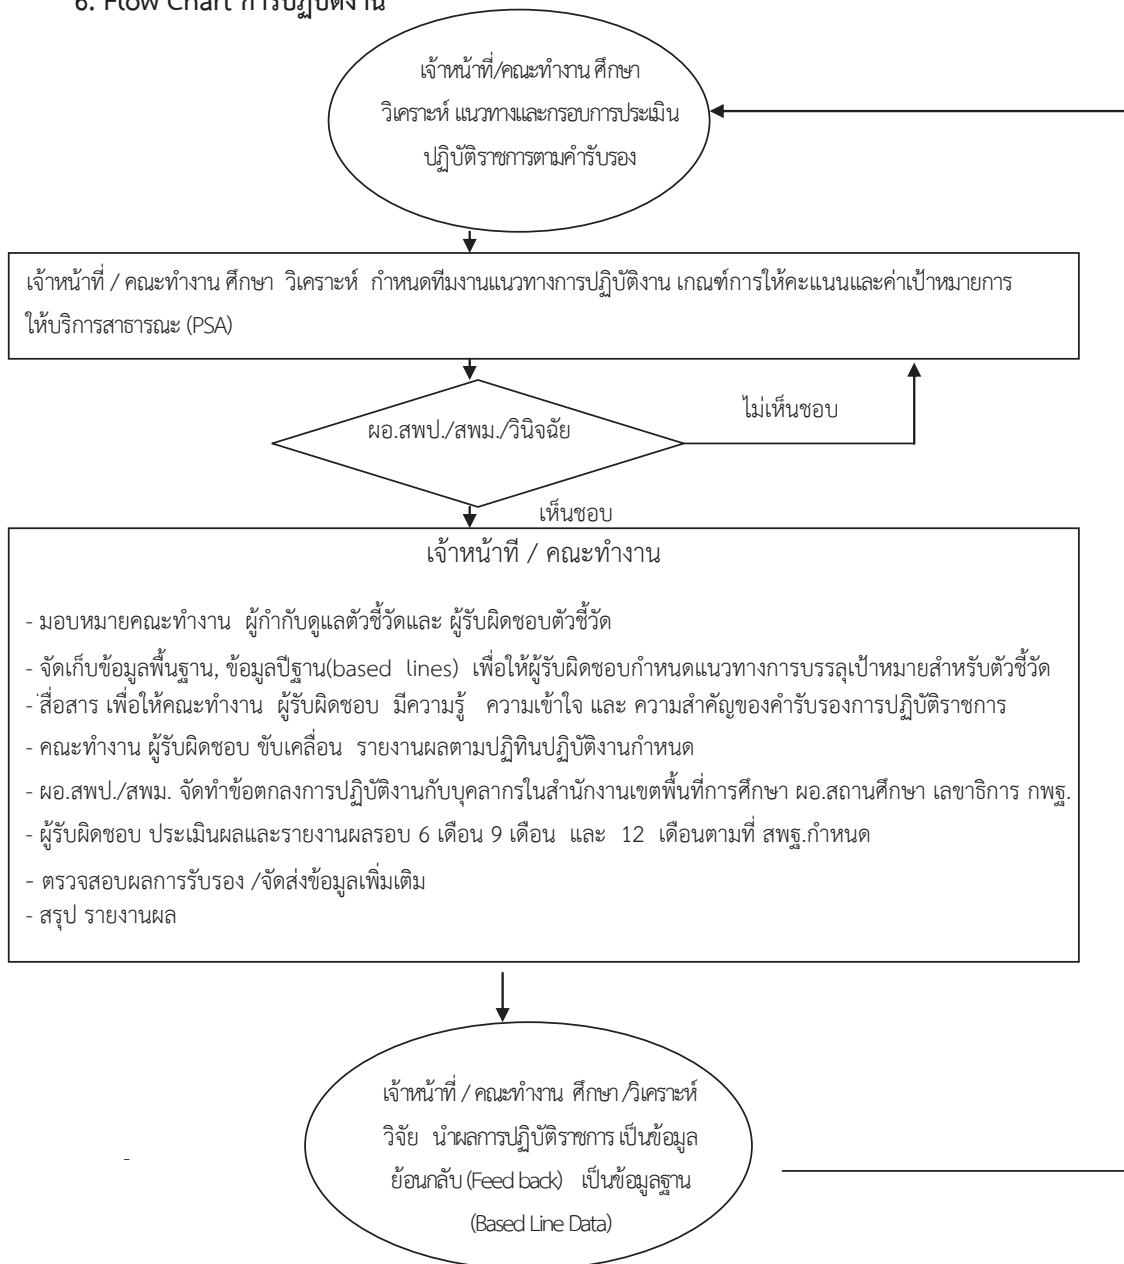 6. Flow Chart การปฏิบัติงาน
เจ้าหน้าที่/คณะทำงาน ศึกษา
วิเคราะห์ แนวทางและกรอบการประเมิน
ปฏิบัติราชการตามคำรับรอง
เจ้าหน้าที่ / คณะทำงาน ศึกษา วิเคราะห์ กำหนดทีมงานแนวทางการปฏิบัติงาน เกณฑ์การให้คะแนนและค่าเป้าหมายการ
ให้บริการสาธารณะ (PSA)
ไม่เห็นชอบ
ผอ.สพป./สพม./วินิจฉัย
เห็นชอบ
เจ้าหน้าที / คณะทำงาน
- มอบหมายคณะทำงาน ผู้กำกับดูแลตัวชี้วัดและ ผู้รับผิดชอบตัวชี้วัด
- จัดเก็บข้อมูลพื้นฐาน, ข้อมูลปีฐาน(based lines) เพื่อให้ผู้รับผิดชอบกำหนดแนวทางการบรรลุเป้าหมายสำหรับตัวชี้วัด
- สื่อสาร เพื่อให้คณะทำงาน ผู้รับผิดชอบ มีความรู้ ความเข้าใจ และ ความสำคัญของคำรับรองการปฏิบัติราชการ
- คณะทำงาน ผู้รับผิดชอบ ขับเคลื่อน รายงานผลตามปฏิทินปฏิบัติงานกำหนด
- ผอ.สพป./สพม. จัดทำข้อตกลงการปฏิบัติงานกับบุคลากรในสำนักงานเขตพื้นที่การศึกษา ผอ.สถานศึกษา เลขาธิการ กพฐ.
- ผู้รับผิดชอบ ประเมินผลและรายงานผลรอบ 6 เดือน 9 เดือน และ 12 เดือนตามที่ สพฐ.กำหนด
- ตรวจสอบผลการรับรอง /จัดส่งข้อมูลเพิ่มเติม
- สรุป รายงานผล
เจ้าหน้าที่ / คณะทำงาน ศึกษา /วิเคราะห์
วิจัย นำผลการปฏิบัติราชการ เป็นข้อมูล
ย้อนกลับ (Feed back) เป็นข้อมูลฐาน
(Based Line Data)